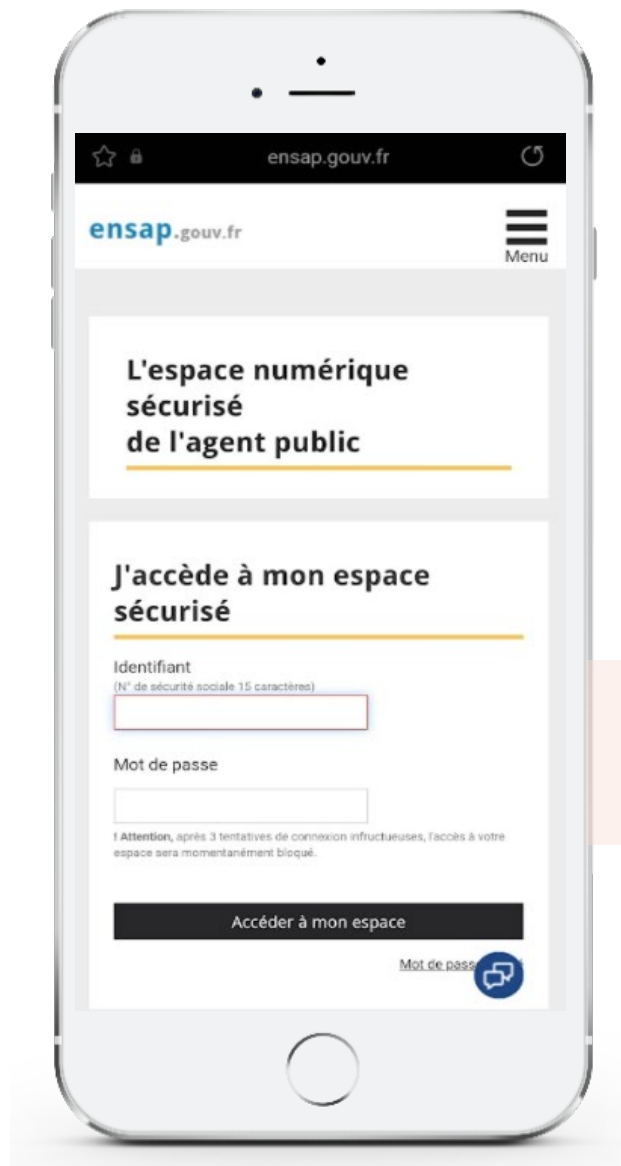 ensap.gouv.fr
ensap.gouv.fr
Menu
L'espace numérique
sécurisé
de l'agent public
J'accède à mon espace
sécurisé
Identifiant
(N° de sécurité sociale 15 caractères)
Mot de passe
! Attention, après 3 tentatives de connexion infructueuses, l'accès à votre
espace sera momentanément bloqué.
Accéder à mon espace
Mot de pass